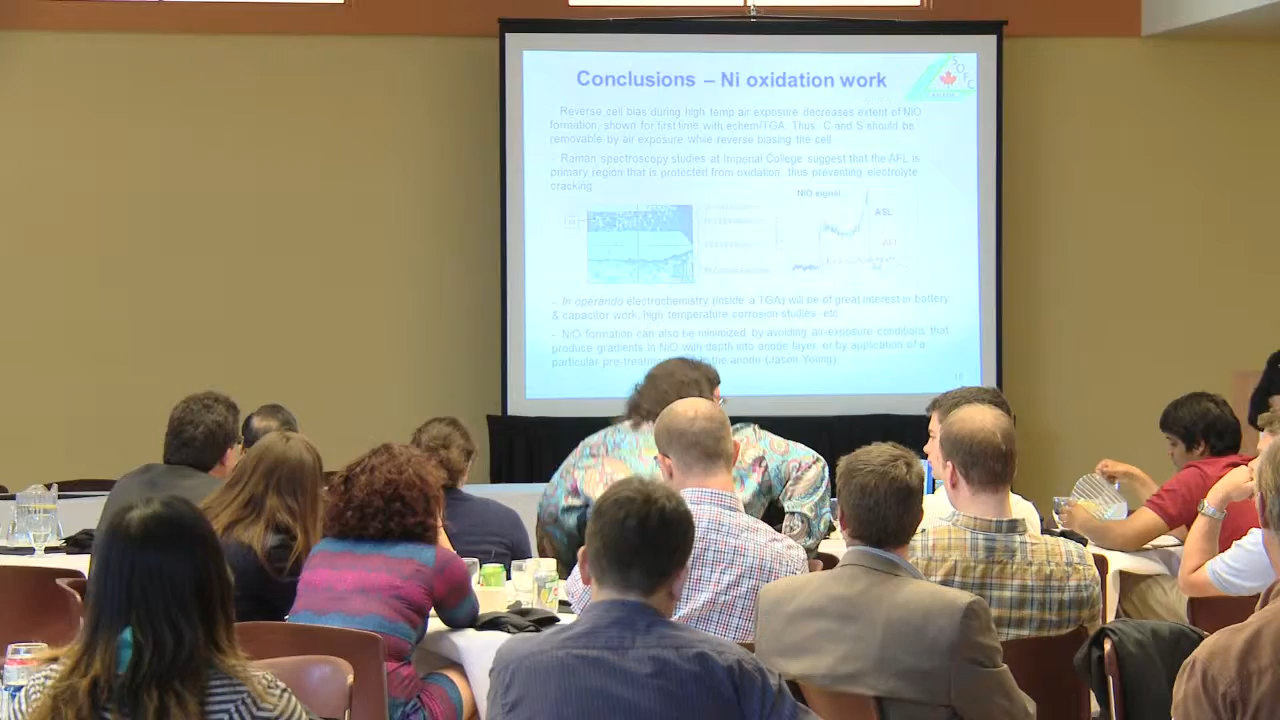 Conclusions – Ni oxidation work
SOFC
Reverse cell bias during high temp air exposure decreases extent of NiO
formation, shown for first time with echem/TGA. Thus, C and S should be
removable by air exposure while reverse biasing the cell
- Raman spectroscopy studies at Imperial College suggest that the AFL is
primary region that is protected from oxidation, thus preventing electrolyte
cracking
NiO signal
ASL
AFL
- In operando electrochemistry (inside a TGA) will be of great interest in battery
& capacitor work, high temperature corrosion studies, etc
- NiO formation can also be minimized by avoiding air-exposure conditions that
produce gradients in NiO with depth into anode layer, or by application of a
particular pre-treatment the anode (Jason Young)
16